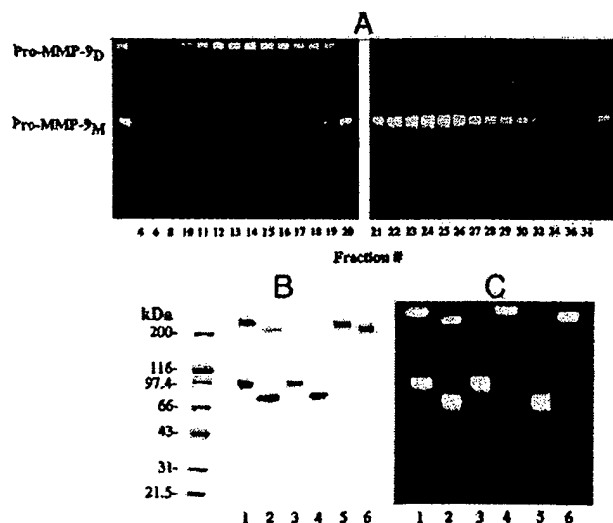 A
Pro-MMP-9D
Pro-MMP-9M
4 6 8 10 11 12 13 14 15 16 17 18 19 20 21 22 23 24 25 26 27 28 29 30 32 34 36 38
Fraction #
B
C
kDa
200-
116-
97.4-
66-
43-
31-
21.5-
1 2 3 4 5 6
1 2 3 4 5 6